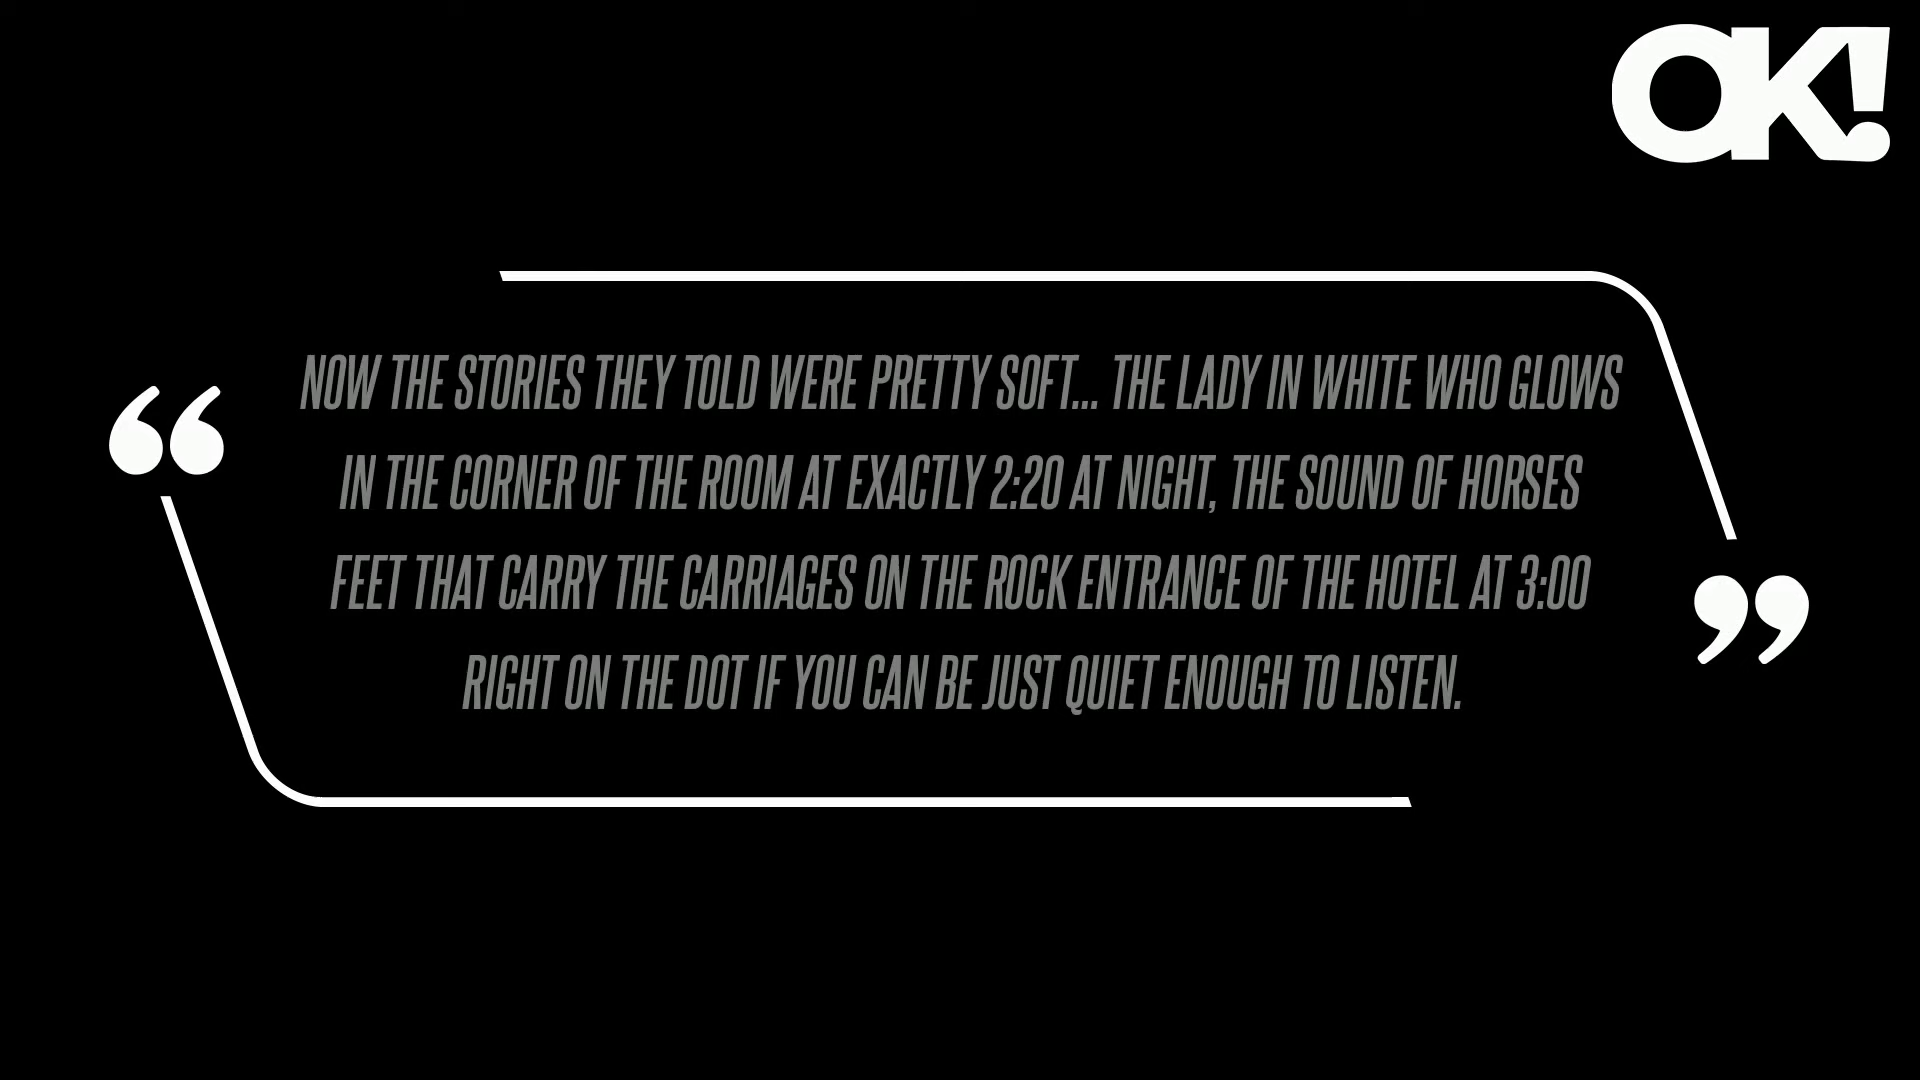 OK!
“
NOW THE STORIES THEY TOLD WERE PRETTY SOFT... THE LADY IN WHITE WHO GLOWS
IN THE CORNER OF THE ROOM AT EXACTLY 2:20 AT NIGHT, THE SOUND OF HORSES
FEET THAT CARRY THE CARRIAGES ON THE ROCK ENTRANCE OF THE HOTEL AT 3:00
RIGHT ON THE DOT IF YOU CAN BE JUST QUIET ENOUGH TO LISTEN.
”